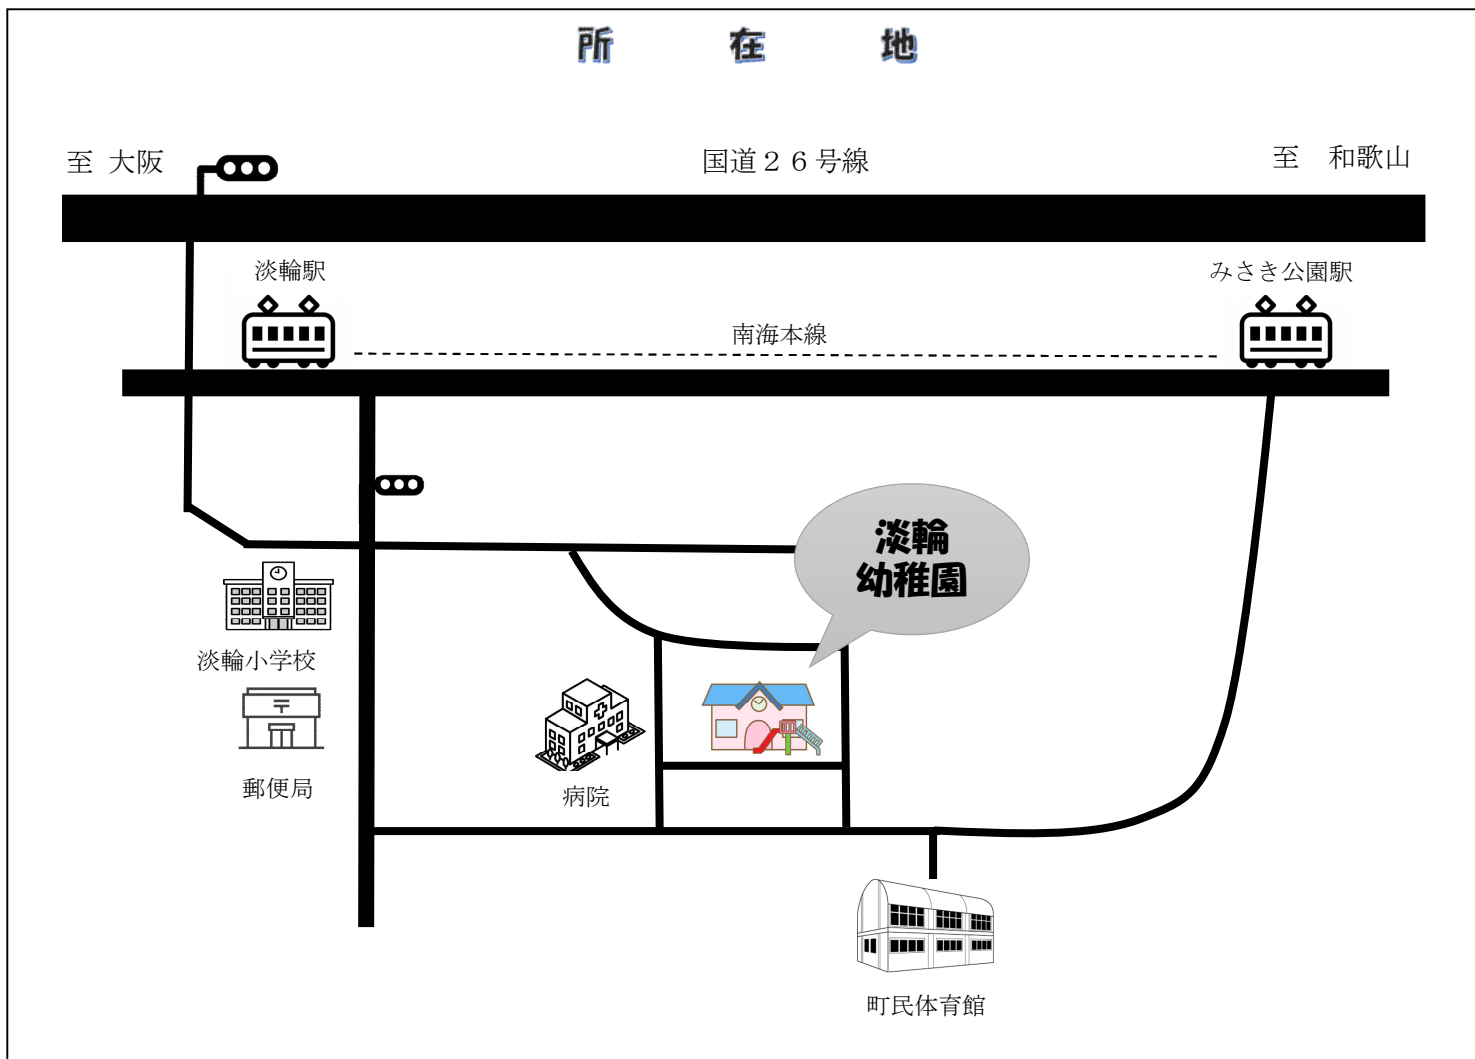 所 在 地
至 大阪
国道２６号線
至 和歌山
淡輪駅
みさき公園駅
南海本線
淡輪
幼稚園
淡輪小学校
〒
郵便局
病院
町民体育館